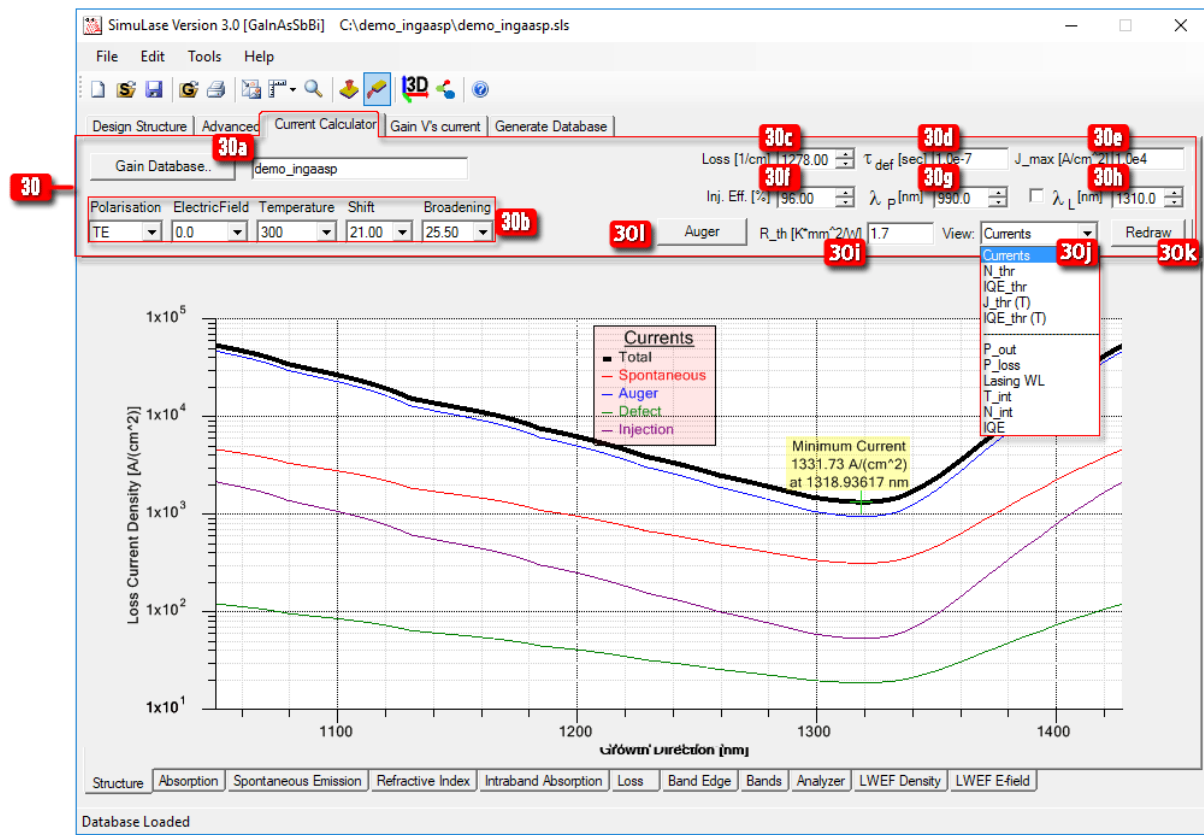 SimuLase Version 3.0 [GaInAsSbBi] C:\demo_ingaasp\demo_ingaasp.sls
File Edit Tools Help
3D
Design Structure Advanced Current Calculator Gain V's current Generate Database
30a 30c 30d 30e
Gain Database.. demo_ingaasp Loss [1/cm] 1278.00 τ def [sec] 1.0e-7 J_max [A/cm^2] 1.0e4
30
30f 30g 30h
Inj. Eff. [%] 96.00 λ P [nm] 990.0 λ L [nm] 1310.0
Polarisation ElectricField Temperature Shift Broadening
TE 0.0 300 21.00 25.50 30b
30l Auger R_th [K*mm^2/W] 1.7 View: Currents Redraw
30i 30j 30k
Currents
N_thr
IQE_thr
J_thr (T)
IQE_thr (T)
P_out
P_loss
Lasing WL
T_int
N_int
IQE
Currents
Total
Spontaneous
Auger
Defect
Injection
Minimum Current
1331.73 A/(cm^2)
at 1318.93617 nm
Loss Current Density [A/(cm^2)]
1x10^5
1x10^4
1x10^3
1x10^2
1x10^1
1100 1200 1300 1400
Growth Direction [nm]
Structure Absorption Spontaneous Emission Refractive Index Intraband Absorption Loss Band Edge Bands Analyzer LWEF Density LWEF E-field
Database Loaded